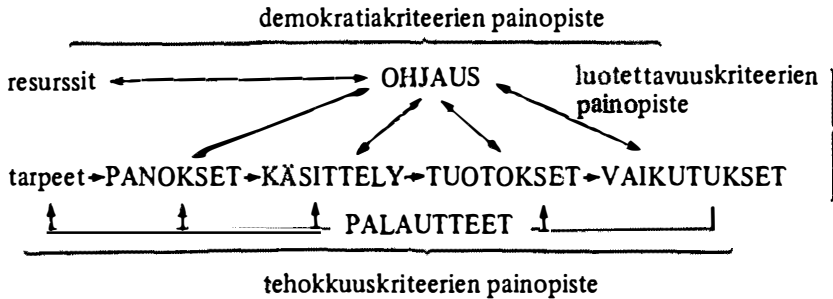 demokratiakriteerien painopiste
resurssit OHJAUS luotettavuuskriteerien
painopiste
tarpeet PANOKSET KÄSITTELY TUOTOKSET VAIKUTUKSET
PALAUTTEET
tehokkuuskriteerien painopiste